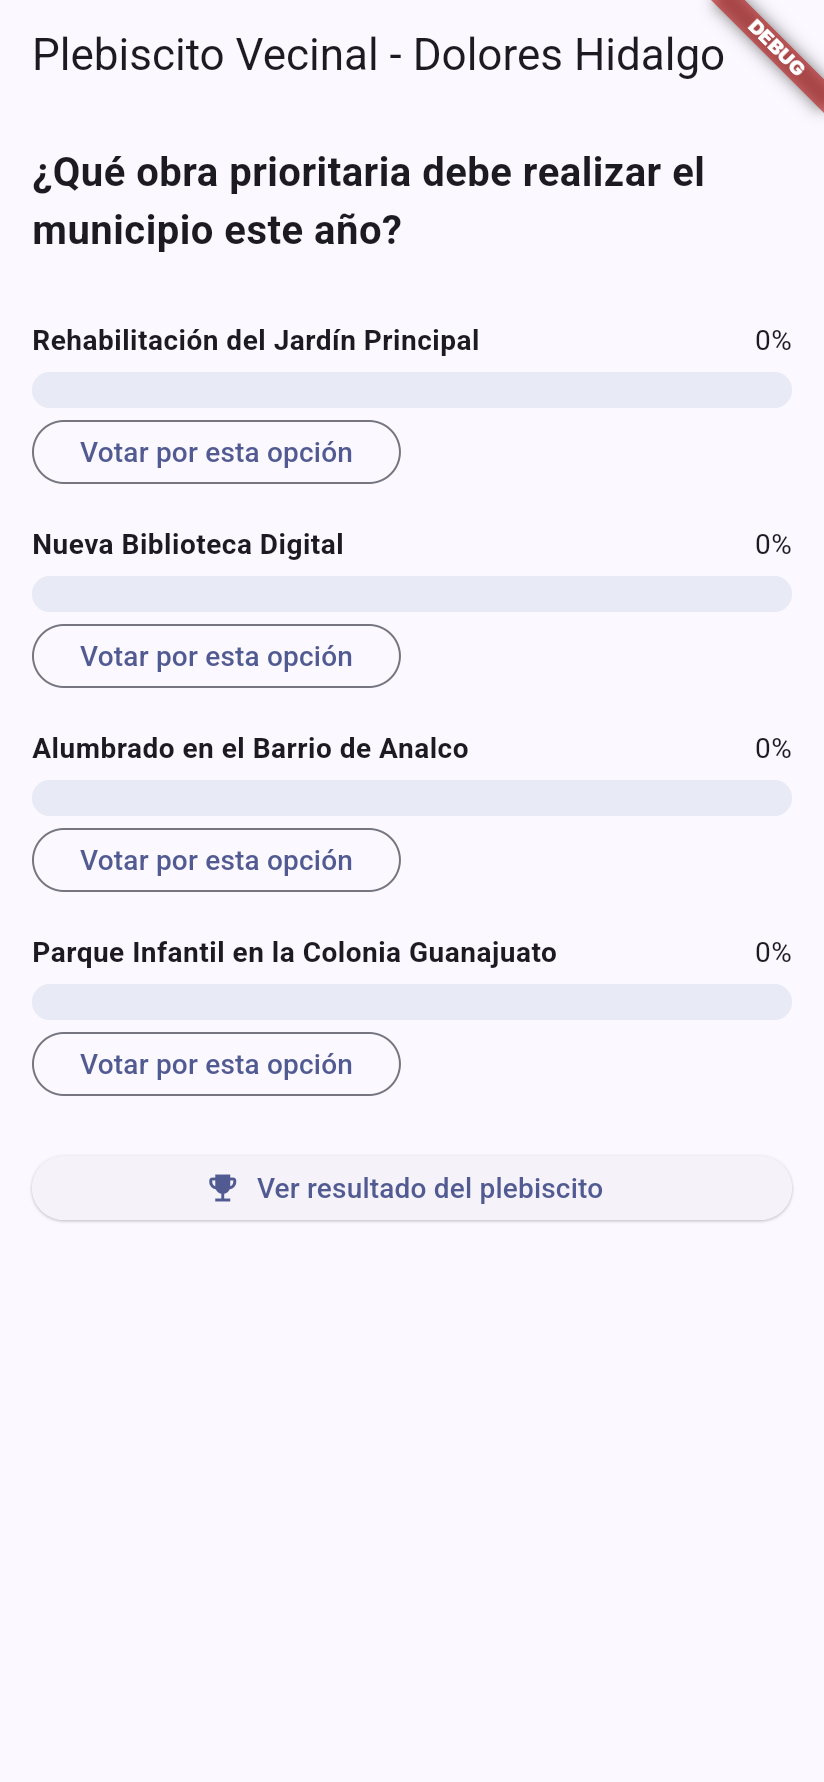 Plebiscito Vecinal - Dolores Hidalgo
DEBUG
¿Qué obra prioritaria debe realizar el
municipio este año?
Rehabilitación del Jardín Principal 0%
Votar por esta opción
Nueva Biblioteca Digital 0%
Votar por esta opción
Alumbrado en el Barrio de Analco 0%
Votar por esta opción
Parque Infantil en la Colonia Guanajuato 0%
Votar por esta opción
Ver resultado del plebiscito